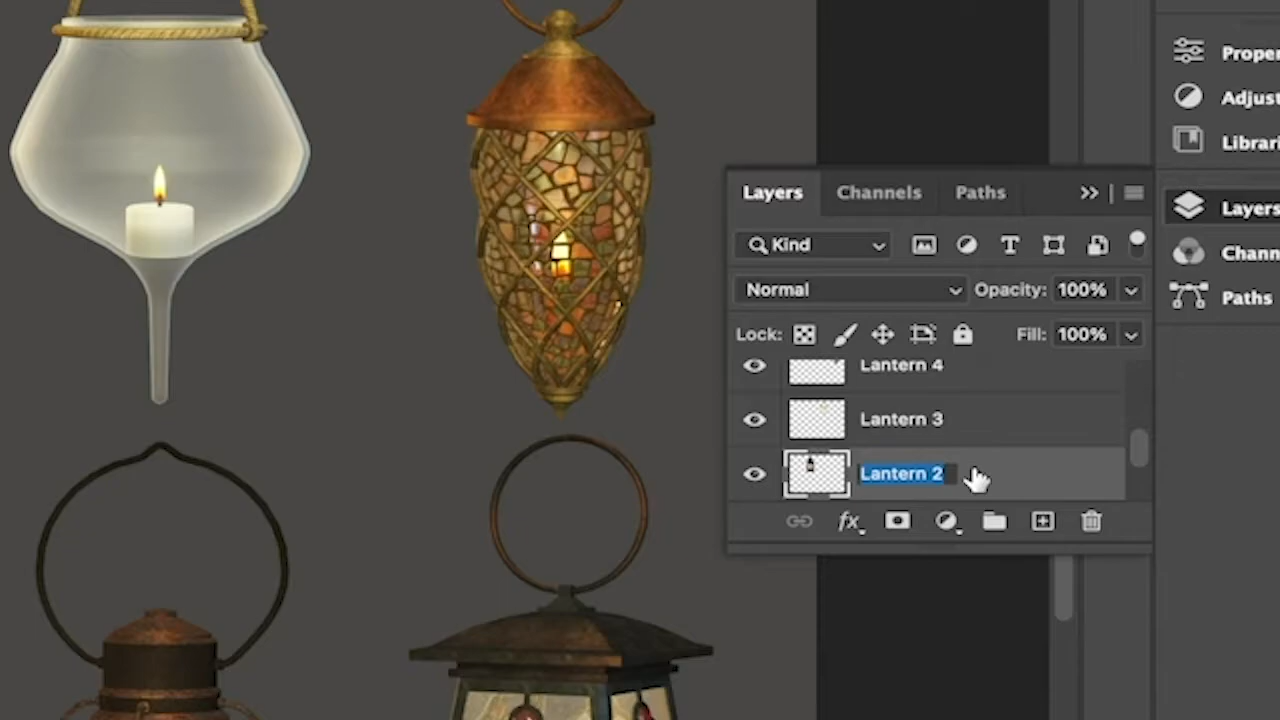 Proper
Adjust
Librari
Layers
Chann
Paths
Layers Channels Paths
Kind
Normal Opacity: 100%
Lock: Fill: 100%
Lantern 4
Lantern 3
Lantern 2
fx